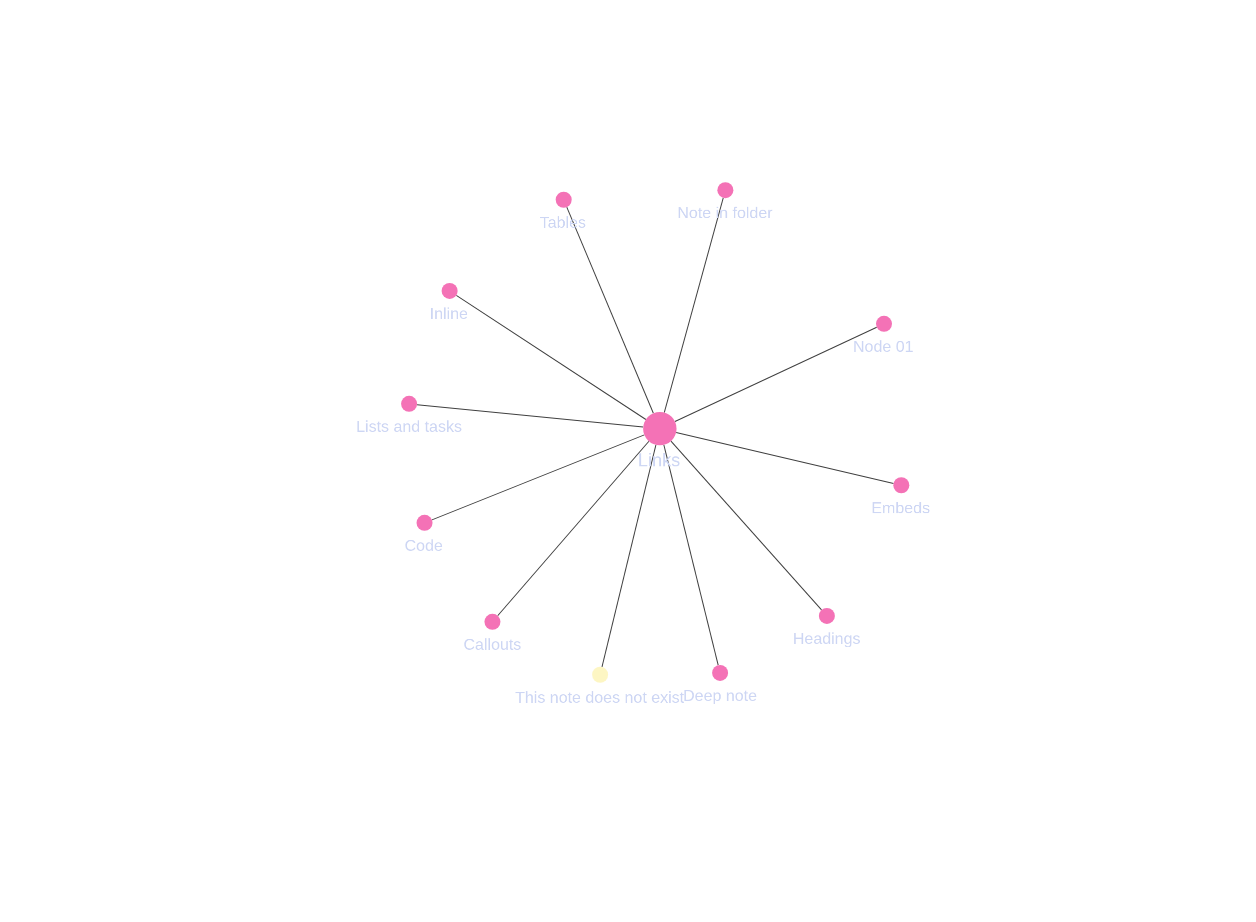 Note in folder
Tables
Inline
Node 01
Lists and tasks
Links
Embeds
Code
Headings
Callouts
Deep note
This note does not exist